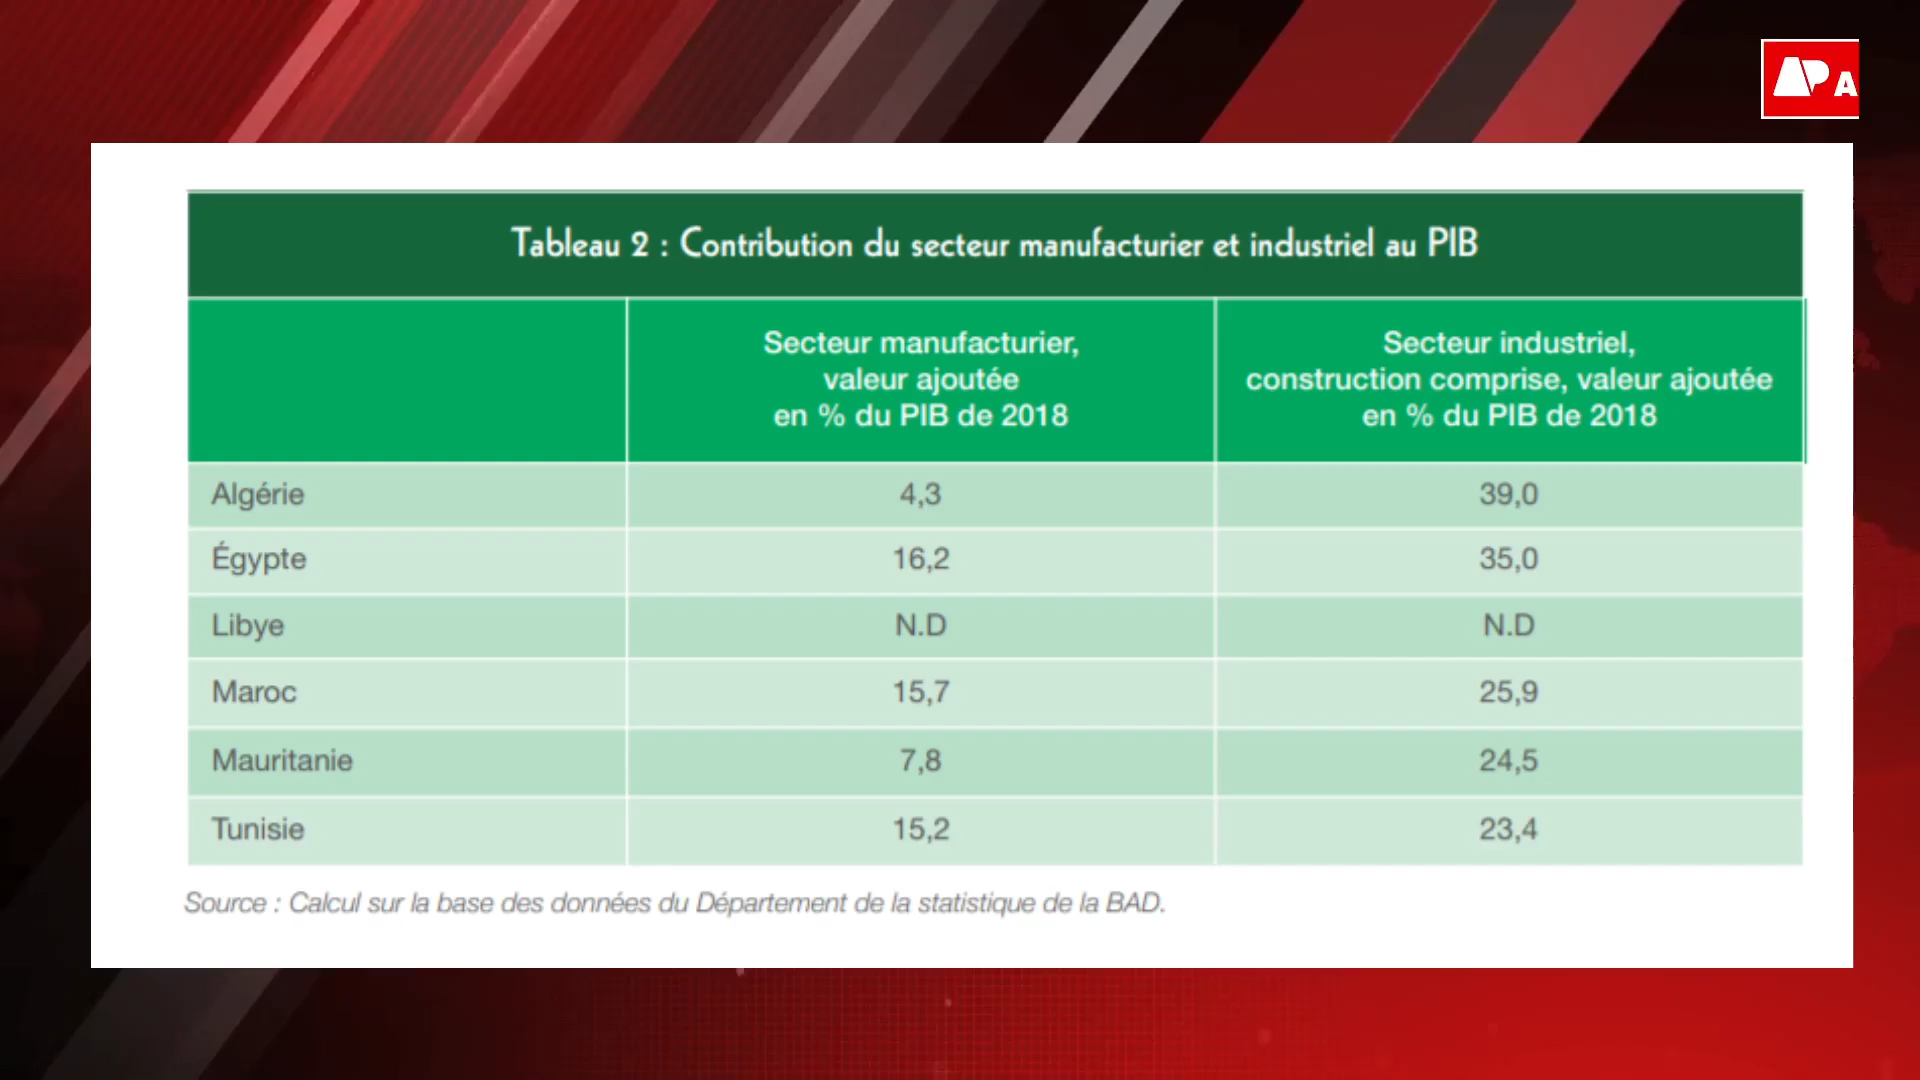 APA
Tableau 2 : Contribution du secteur manufacturier et industriel au PIB
Secteur manufacturier,
valeur ajoutée
en % du PIB de 2018
Secteur industriel,
construction comprise, valeur ajoutée
en % du PIB de 2018
Algérie 4,3 39,0
Égypte 16,2 35,0
Libye N.D N.D
Maroc 15,7 25,9
Mauritanie 7,8 24,5
Tunisie 15,2 23,4
Source : Calcul sur la base des données du Département de la statistique de la BAD.